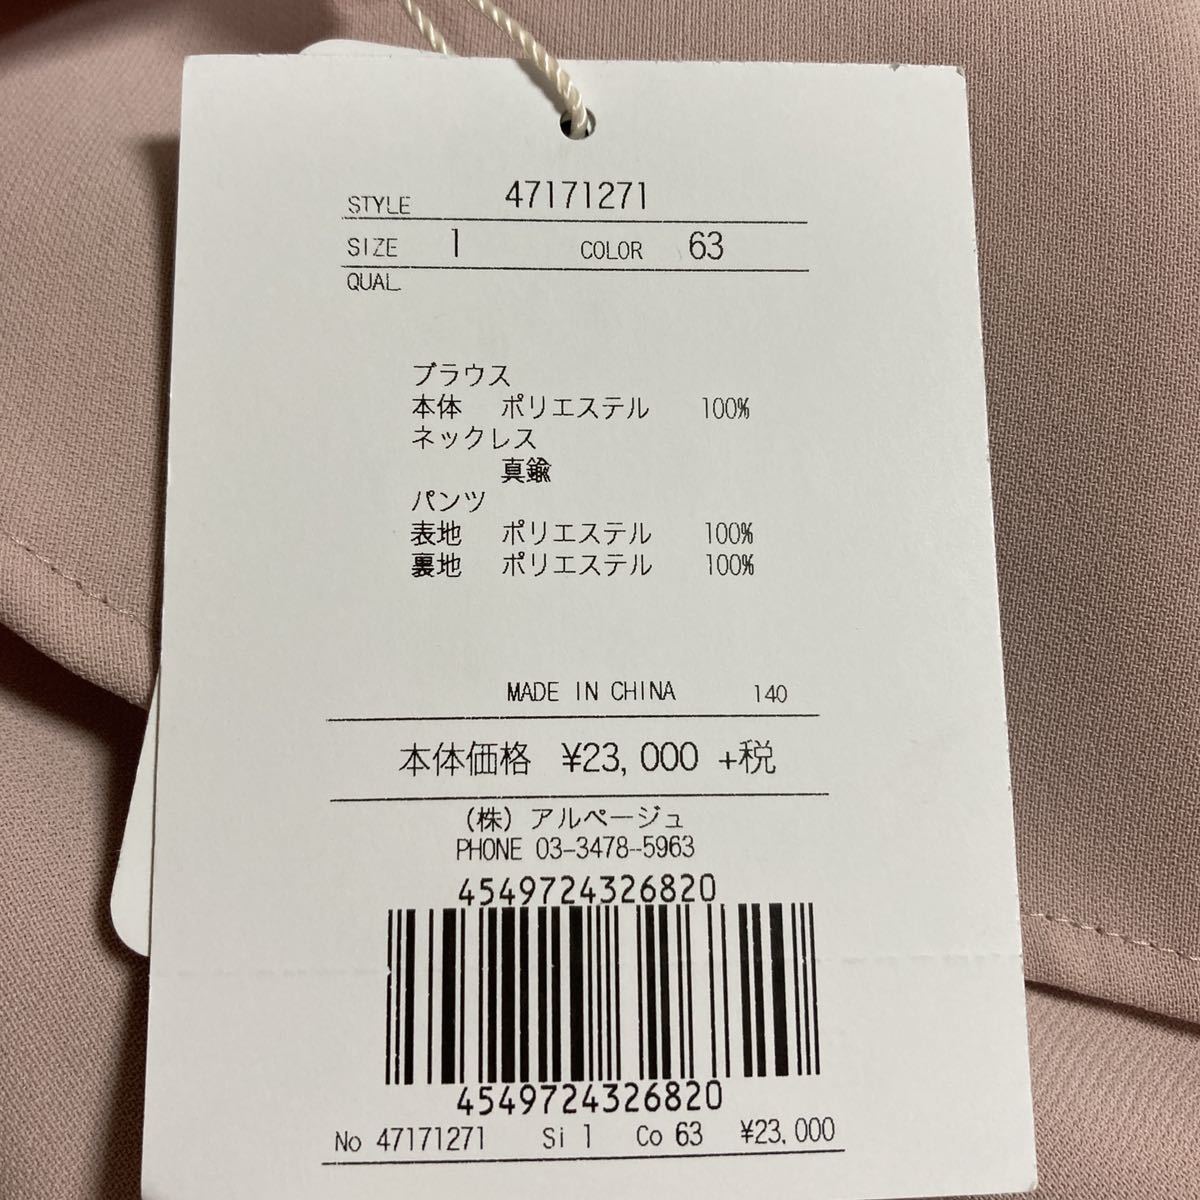 STYLE 47171271
SIZE 1 COLOR 63
QUAL
ブラウス
本体 ポリエステル 100%
ネックレス
真鍮
パンツ
表地 ポリエステル 100%
裏地 ポリエステル 100%
MADE IN CHINA 140
本体価格 ¥23,000 +税
(株) アルページュ
PHONE 03-3478-5963
4549724326820
4549724326820
No 47171271 Si 1 Co 63 ¥23,000